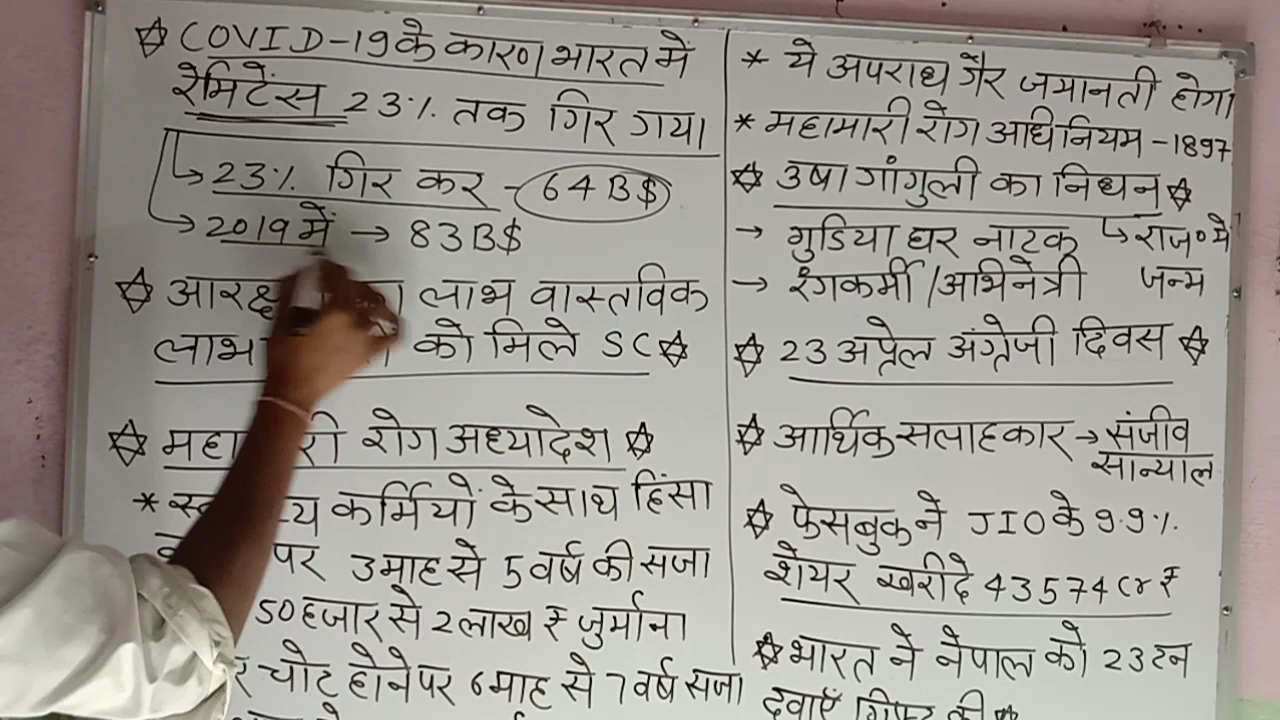 ✡ COVID-19 के कारण भारत में
रेमिटेंस 23% तक गिर गया
↳ 23% गिर कर - 64 B$
→ 2019 में → 83 B$
✡ लाभ वास्तविक
को मिले SC ✡
✡ रोग अध्यादेश ✡
* कर्मियों के साथ हिंसा
पर 3 माह से 5 वर्ष की सजा
50 हजार से 2 लाख ₹ जुर्माना
चोट होने पर 6 माह से 7 वर्ष सजा
* ये अपराध गैर जमानती होगा
* महामारी रोग अधिनियम - 1897
✡ उषा गांगुली का निधन ✡
→ गुडिया घर नाटक ↳ राज० मे
→ रंगकर्मी / अभिनेत्री जन्म
✡ 23 अप्रेल अंग्रेजी दिवस ✡
✡ आर्थिक सलाहकार → संजीव
सान्याल
✡ फेसबुक ने JIO के 9.9%
शेयर खरीदे 43574 Cr ₹
✡ भारत ने नेपाल को 23 टन
दवाएँ